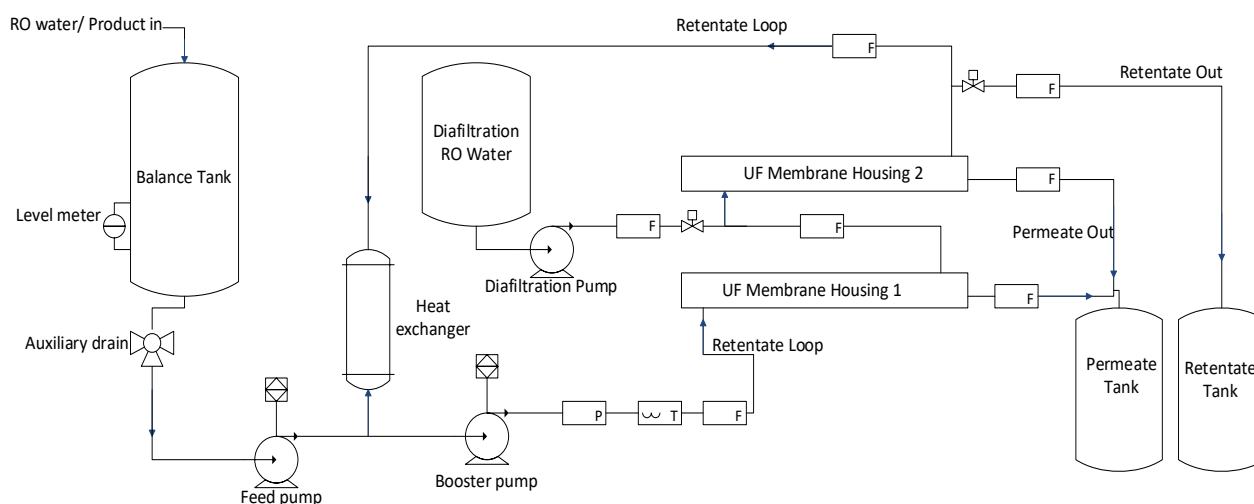 RO water/ Product in
Retentate Loop
F
Retentate Out
F
Diafiltration
RO Water
Balance Tank
UF Membrane Housing 2
F
Level meter
F
F
Permeate Out
Diafiltration Pump
UF Membrane Housing 1
F
Heat
exchanger
Auxiliary drain
Retentate Loop
Permeate
Tank
Retentate
Tank
P
T
F
Booster pump
Feed pump